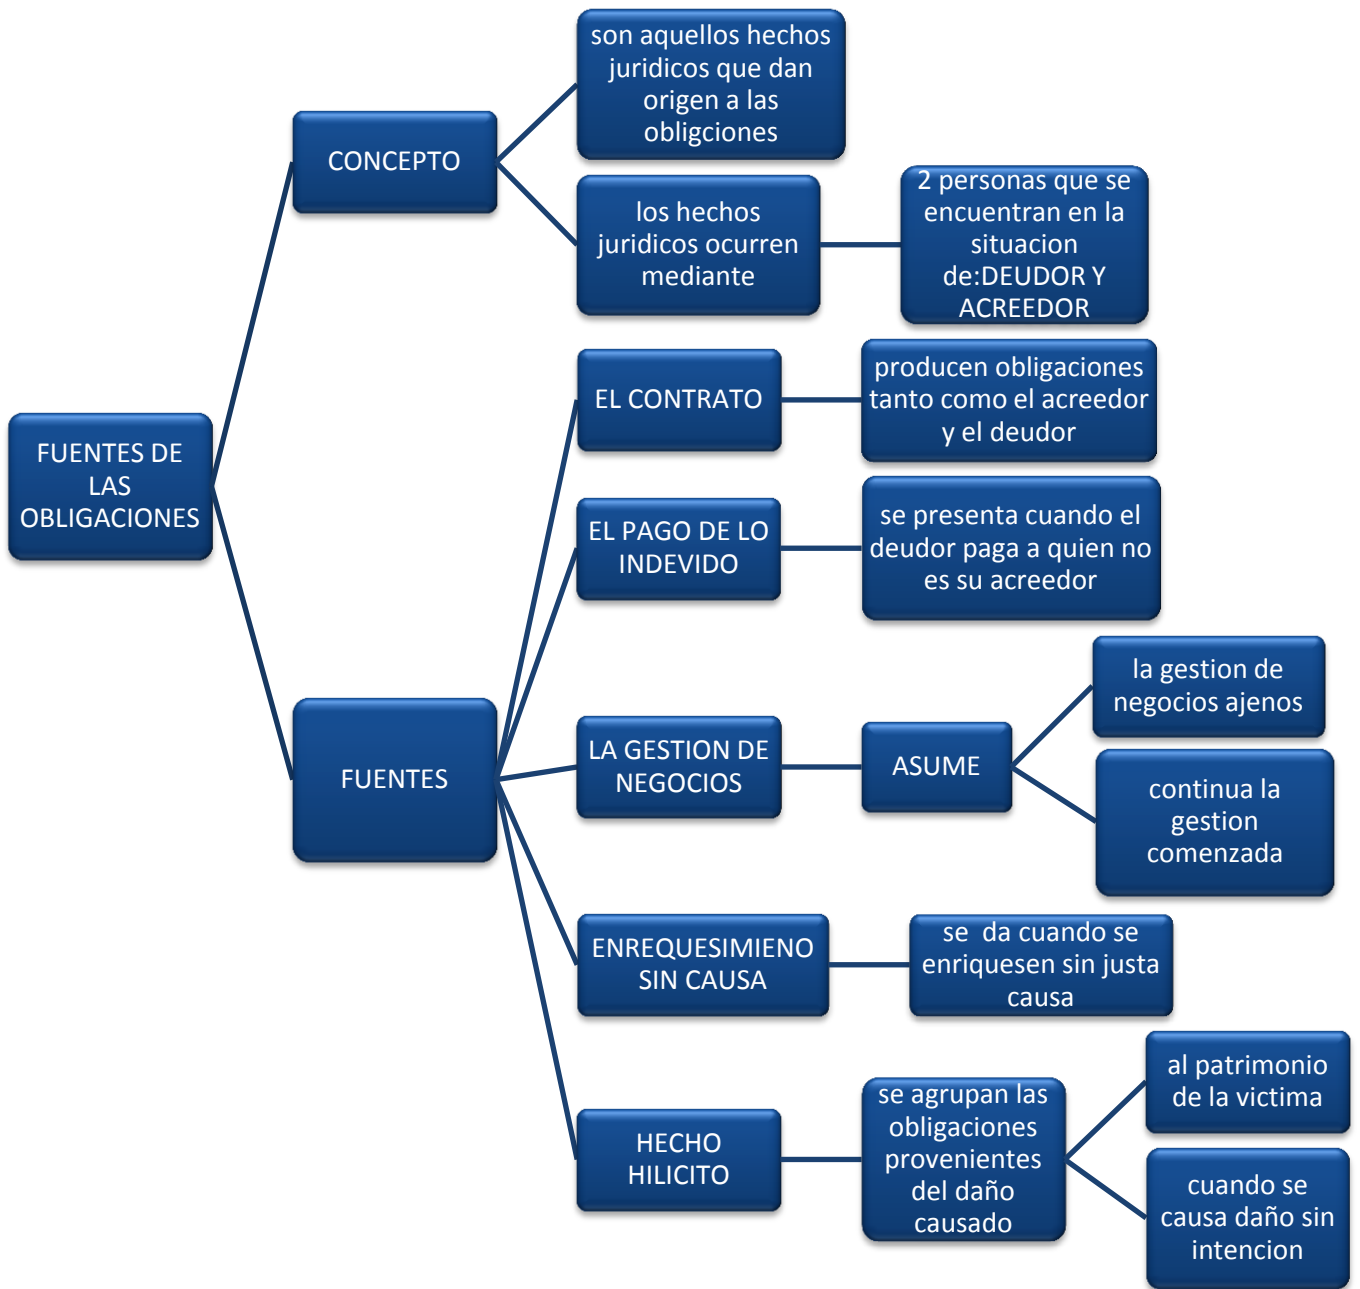 FUENTES DE
LAS
OBLIGACIONES
CONCEPTO
son aquellos hechos
juridicos que dan
origen a las
obligciones
los hechos
juridicos ocurren
mediante
2 personas que se
encuentran en la
situacion
de:DEUDOR Y
ACREEDOR
FUENTES
EL CONTRATO
producen obligaciones
tanto como el acreedor
y el deudor
EL PAGO DE LO
INDEVIDO
se presenta cuando el
deudor paga a quien no
es su acreedor
LA GESTION DE
NEGOCIOS
ASUME
la gestion de
negocios ajenos
continua la
gestion
comenzada
ENREQUESIMIENO
SIN CAUSA
se da cuando se
enriquesen sin justa
causa
HECHO
HILICITO
se agrupan las
obligaciones
provenientes
del daño
causado
al patrimonio
de la victima
cuando se
causa daño sin
intencion